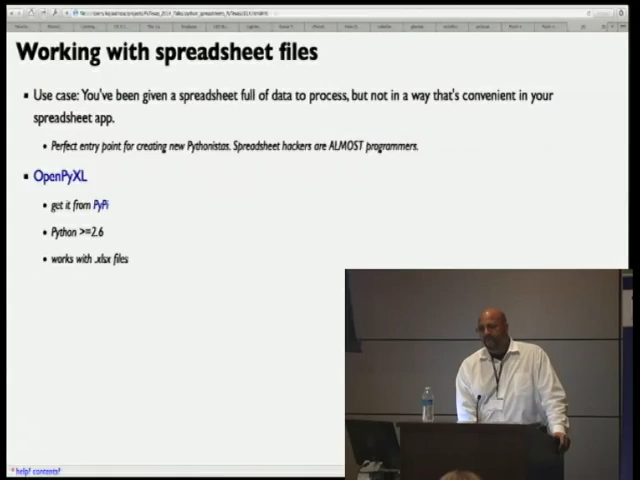 Working with spreadsheet files
Use case: You've been given a spreadsheet full of data to process, but not in a way that's convenient in your
spreadsheet app.
Perfect entry point for creating new Pythonistas. Spreadsheet hackers are ALMOST programmers.
OpenPyXL
get it from PyPi
Python >=2.6
works with .xlsx files
help? contents?